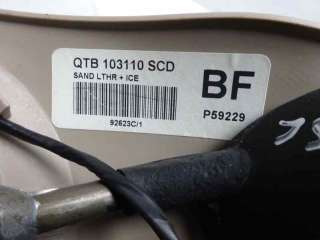 QTB 103110 SCD
SAND LTHR + ICE
BF
92623C/1
P59229